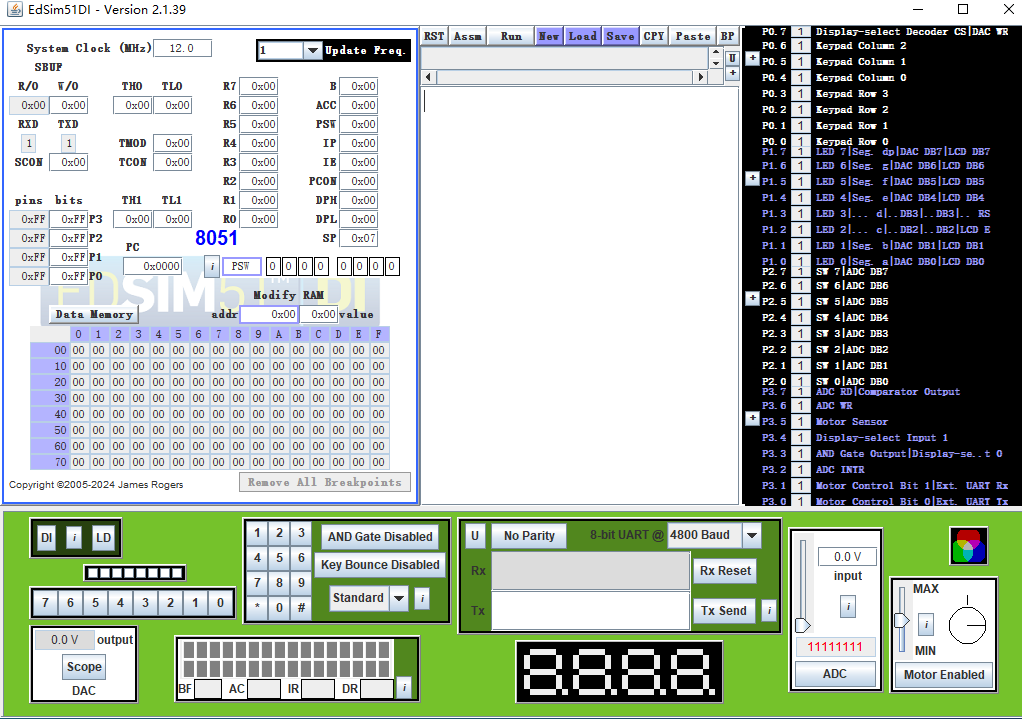 EdSim51DI - Version 2.1.39
System Clock (MHz) 12.0
1 Update Freq.
SBUF
R/O W/O TH0 TL0 R7 0x00 B 0x00
0x00 0x00 0x00 0x00 R6 0x00 ACC 0x00
RXD TXD R5 0x00 PSW 0x00
1 1 TMOD 0x00 R4 0x00 IP 0x00
SCON 0x00 TCON 0x00 R3 0x00 IE 0x00
R2 0x00 PCON 0x00
pins bits TH1 TL1 R1 0x00 DPH 0x00
0xFF 0xFF P3 0x00 0x00 R0 0x00 DPL 0x00
0xFF 0xFF P2 8051 SP 0x07
0xFF 0xFF P1 PC
0xFF 0xFF P0 0x0000 i PSW 0 0 0 0 0 0 0 0
EDSIM51DI
Modify RAM
Data Memory addr 0x00 0x00 value
0 1 2 3 4 5 6 7 8 9 A B C D E F
00 00 00 00 00 00 00 00 00 00 00 00 00 00 00 00 00
10 00 00 00 00 00 00 00 00 00 00 00 00 00 00 00 00
20 00 00 00 00 00 00 00 00 00 00 00 00 00 00 00 00
30 00 00 00 00 00 00 00 00 00 00 00 00 00 00 00 00
40 00 00 00 00 00 00 00 00 00 00 00 00 00 00 00 00
50 00 00 00 00 00 00 00 00 00 00 00 00 00 00 00 00
60 00 00 00 00 00 00 00 00 00 00 00 00 00 00 00 00
70 00 00 00 00 00 00 00 00 00 00 00 00 00 00 00 00
Copyright ©2005-2024 James Rogers Remove All Breakpoints
RST Assm Run New Load Save CPY Paste BP
U
+
P0.7 1 Display-select Decoder CS|DAC WR
P0.6 1 Keypad Column 2
+ P0.5 1 Keypad Column 1
P0.4 1 Keypad Column 0
P0.3 1 Keypad Row 3
P0.2 1 Keypad Row 2
P0.1 1 Keypad Row 1
P0.0 1 Keypad Row 0
P1.7 1 LED 7|Seg. dp|DAC DB7|LCD DB7
P1.6 1 LED 6|Seg. g|DAC DB6|LCD DB6
+ P1.5 1 LED 5|Seg. f|DAC DB5|LCD DB5
P1.4 1 LED 4|Seg. e|DAC DB4|LCD DB4
P1.3 1 LED 3|... d|..DB3|..DB3|.. RS
P1.2 1 LED 2|... c|..DB2|..DB2|LCD E
P1.1 1 LED 1|Seg. b|DAC DB1|LCD DB1
P1.0 1 LED 0|Seg. a|DAC DB0|LCD DB0
P2.7 1 SW 7|ADC DB7
P2.6 1 SW 6|ADC DB6
+ P2.5 1 SW 5|ADC DB5
P2.4 1 SW 4|ADC DB4
P2.3 1 SW 3|ADC DB3
P2.2 1 SW 2|ADC DB2
P2.1 1 SW 1|ADC DB1
P2.0 1 SW 0|ADC DB0
P3.7 1 ADC RD|Comparator Output
P3.6 1 ADC WR
+ P3.5 1 Motor Sensor
P3.4 1 Display-select Input 1
P3.3 1 AND Gate Output|Display-se..t 0
P3.2 1 ADC INTR
P3.1 1 Motor Control Bit 1|Ext. UART Rx
P3.0 1 Motor Control Bit 0|Ext. UART Tx
DI i LD
7 6 5 4 3 2 1 0
0.0 V output
Scope
DAC
1 2 3
4 5 6
7 8 9
* 0 #
AND Gate Disabled
Key Bounce Disabled
Standard i
BF AC IR DR i
U No Parity 8-bit UART @ 4800 Baud
Rx Rx Reset
Tx Tx Send i
8.8.8.8.
0.0 V
input
i
11111111
ADC
MAX
i
MIN
Motor Enabled